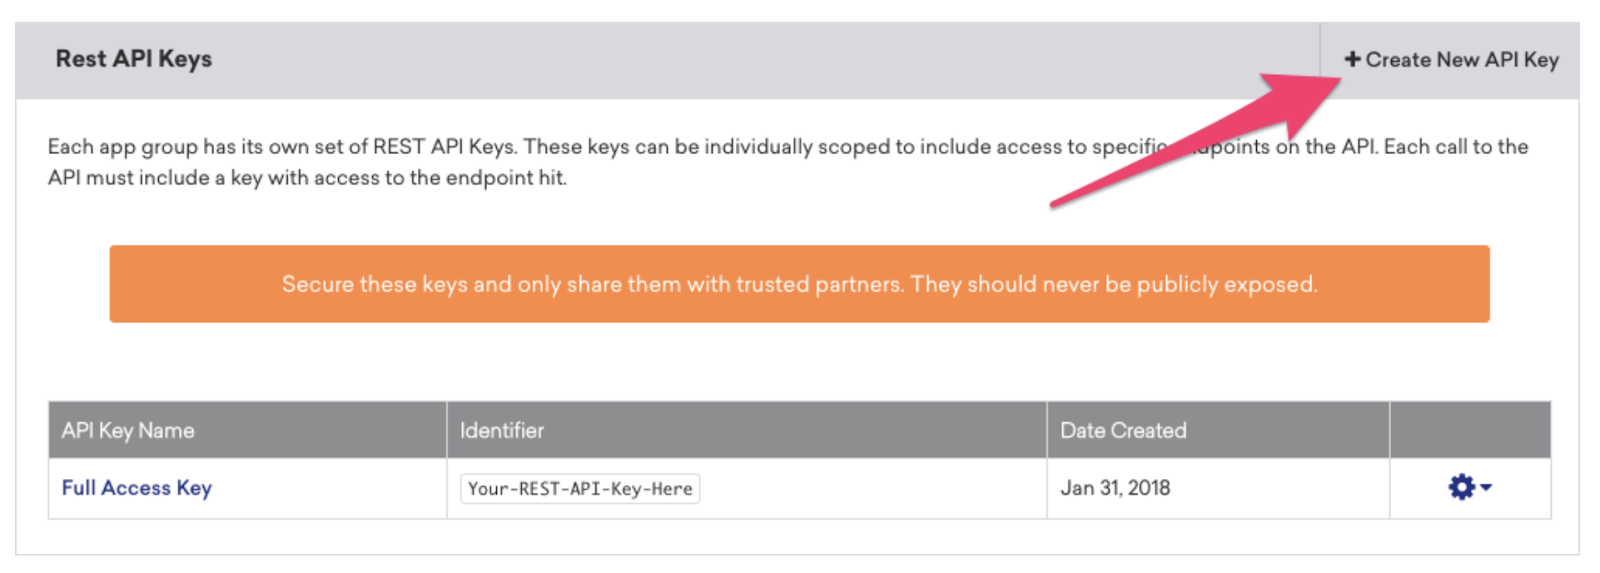 Rest API Keys
+ Create New API Key
Each app group has its own set of REST API Keys. These keys can be individually scoped to include access to specific on the API. Each call to the
API must include a key with access to the endpoint hit.
Secure these keys and only share them with trusted partners. They should never be publicly exposed.
API Key Name Identifier Date Created
Full Access Key Your-REST-API-Key-Here Jan 31, 2018